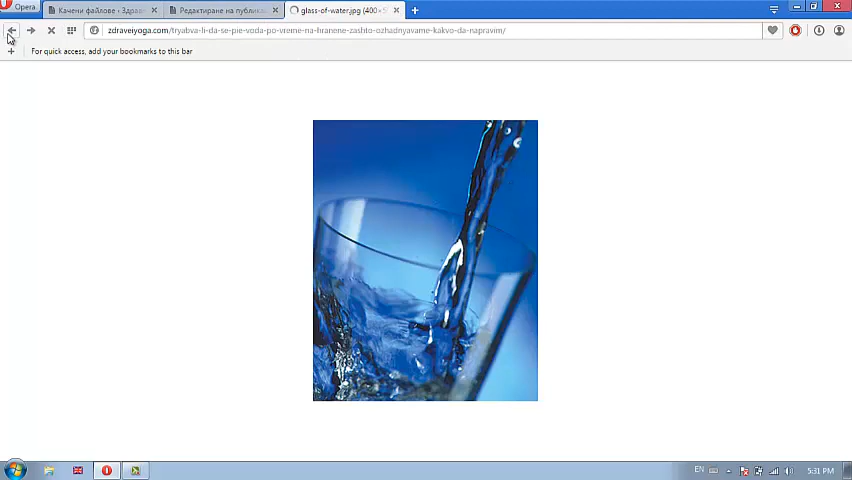 Opera
Качени файлове ‹ Здрав
Редактиране на публика
glass-of-water.jpg (400×5
zdraveiyoga.com/tryabva-li-da-se-pie-voda-po-vreme-na-hranene-zashto-ozhadnyavame-kakvo-da-napravim/
For quick access, add your bookmarks to this bar
EN
5:31 PM